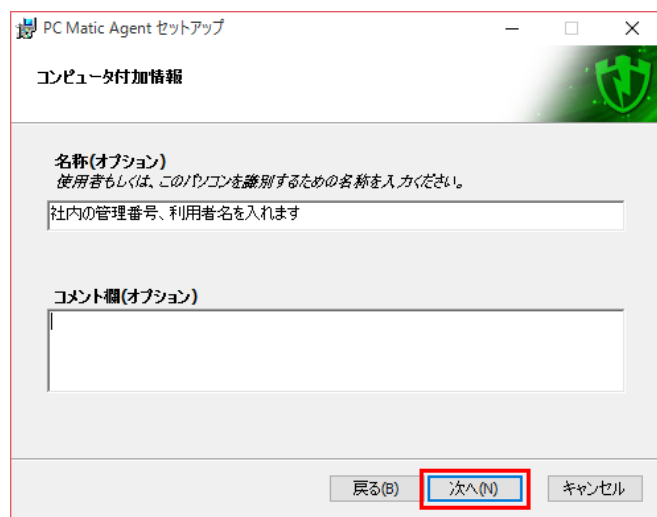 PC Matic Agent セットアップ
コンピュータ付加情報
名称(オプション)
使用者もしくは、このパソコンを識別するための名称を入力ください。
社内の管理番号、利用者名を入れます
コメント欄(オプション)
戻る(B) 次へ(N) キャンセル